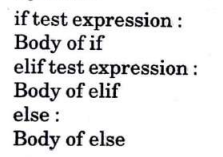 if test expression :
Body of if
elif test expression :
Body of elif
else :
Body of else